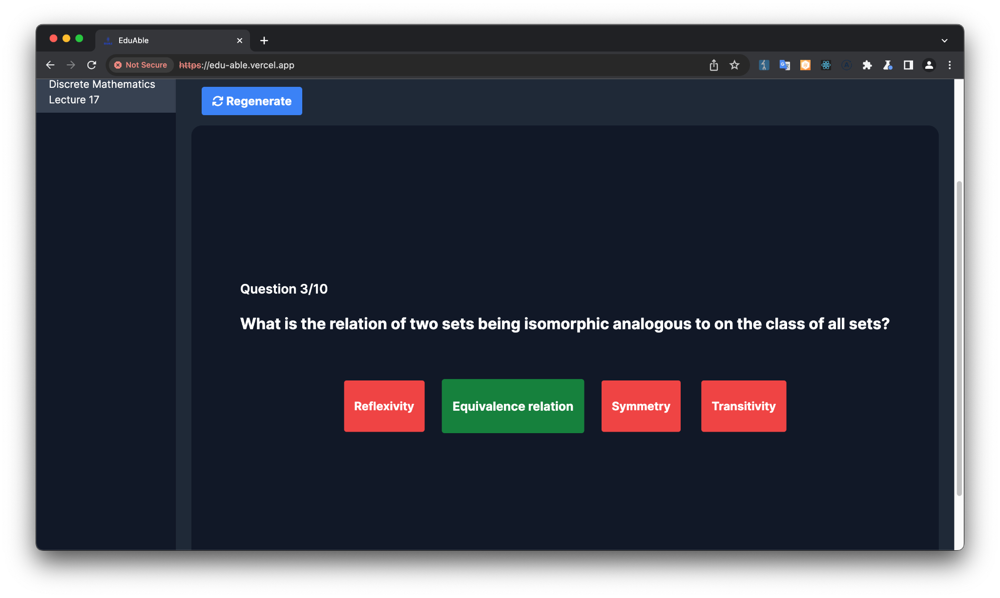 EduAble
Not Secure https://edu-able.vercel.app
Discrete Mathematics
Lecture 17
Regenerate
Question 3/10
What is the relation of two sets being isomorphic analogous to on the class of all sets?
Reflexivity
Equivalence relation
Symmetry
Transitivity